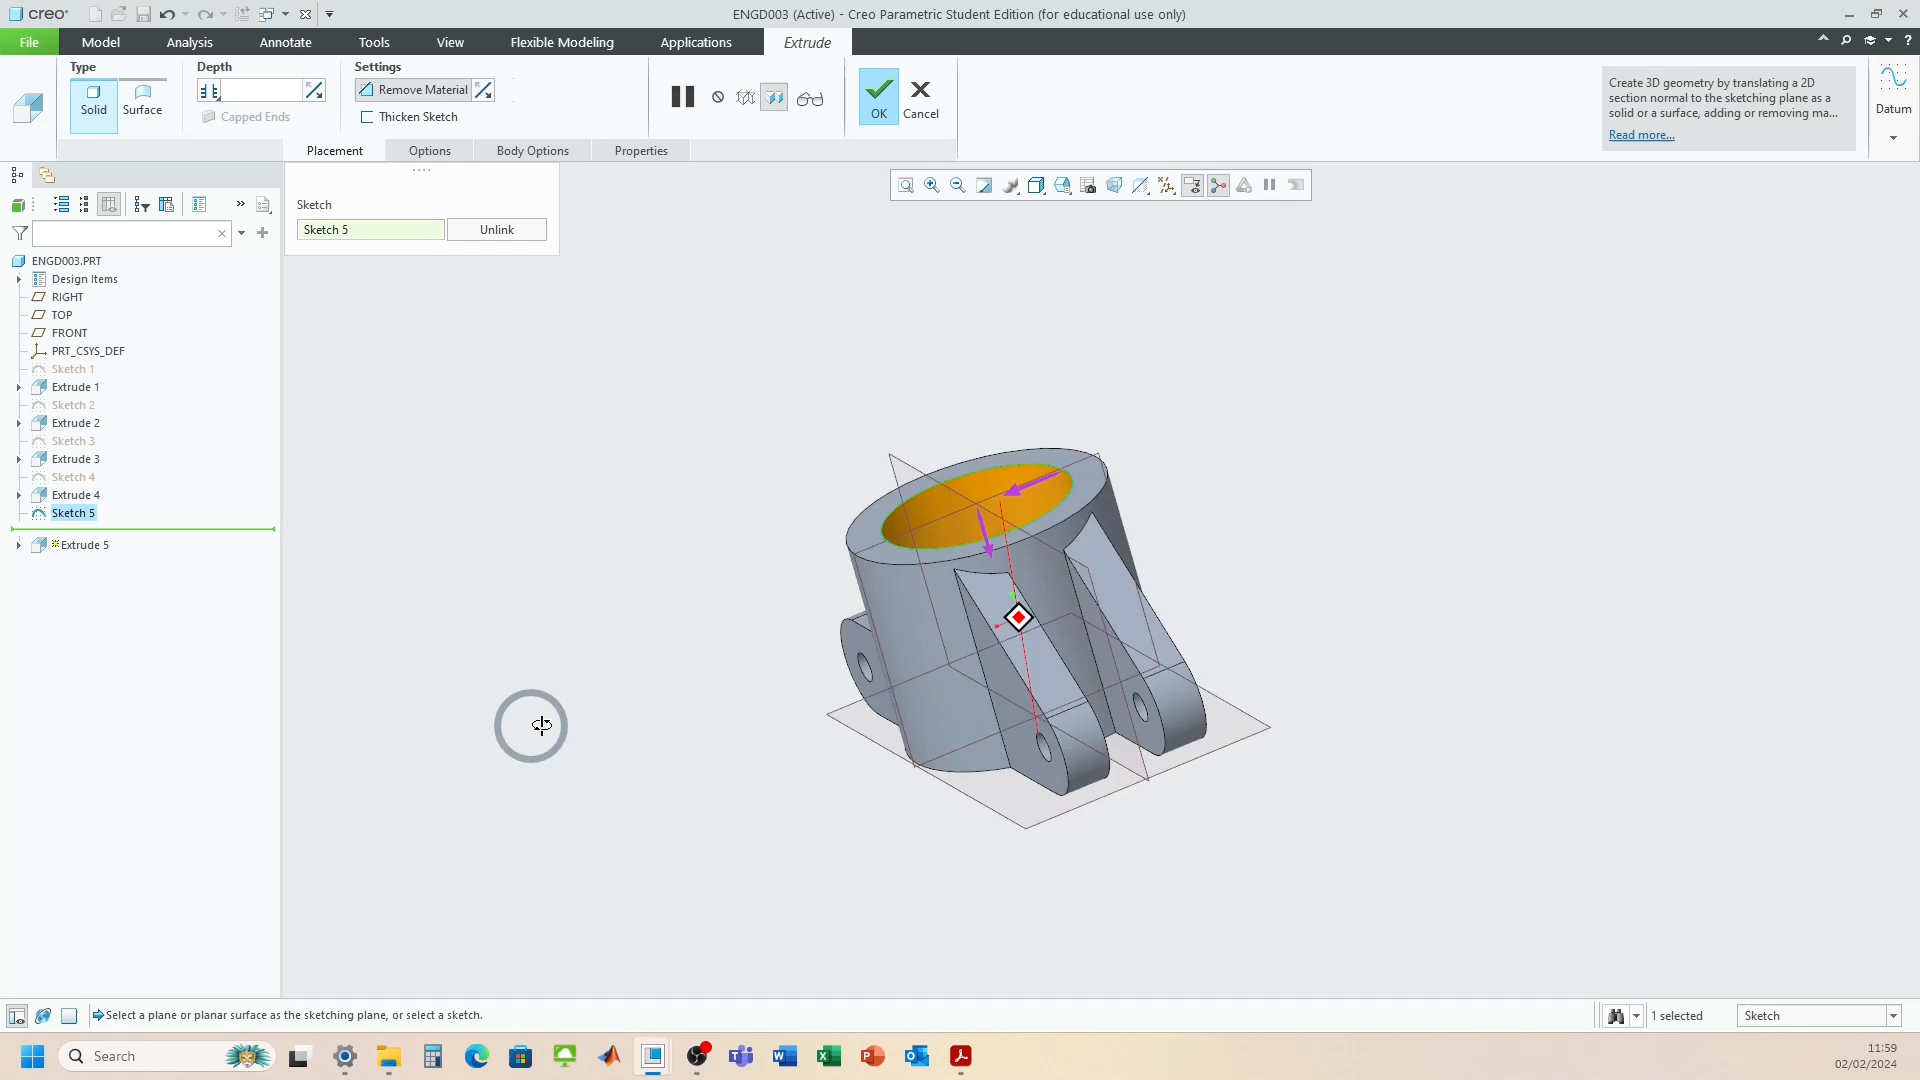 creo
ENGD003 (Active) - Creo Parametric Student Edition (for educational use only)
File Model Analysis Annotate Tools View Flexible Modeling Applications Extrude
Type Depth Settings
Solid Surface Capped Ends Remove Material Thicken Sketch
OK Cancel
Create 3D geometry by translating a 2D
section normal to the sketching plane as a
solid or a surface, adding or removing ma...
Read more...
Datum
Placement Options Body Options Properties
Sketch
Sketch 5 Unlink
ENGD003.PRT
Design Items
RIGHT
TOP
FRONT
PRT_CSYS_DEF
Sketch 1
Extrude 1
Sketch 2
Extrude 2
Sketch 3
Extrude 3
Sketch 4
Extrude 4
Sketch 5
Extrude 5
Select a plane or planar surface as the sketching plane, or select a sketch.
1 selected Sketch
Search
11:59
02/02/2024